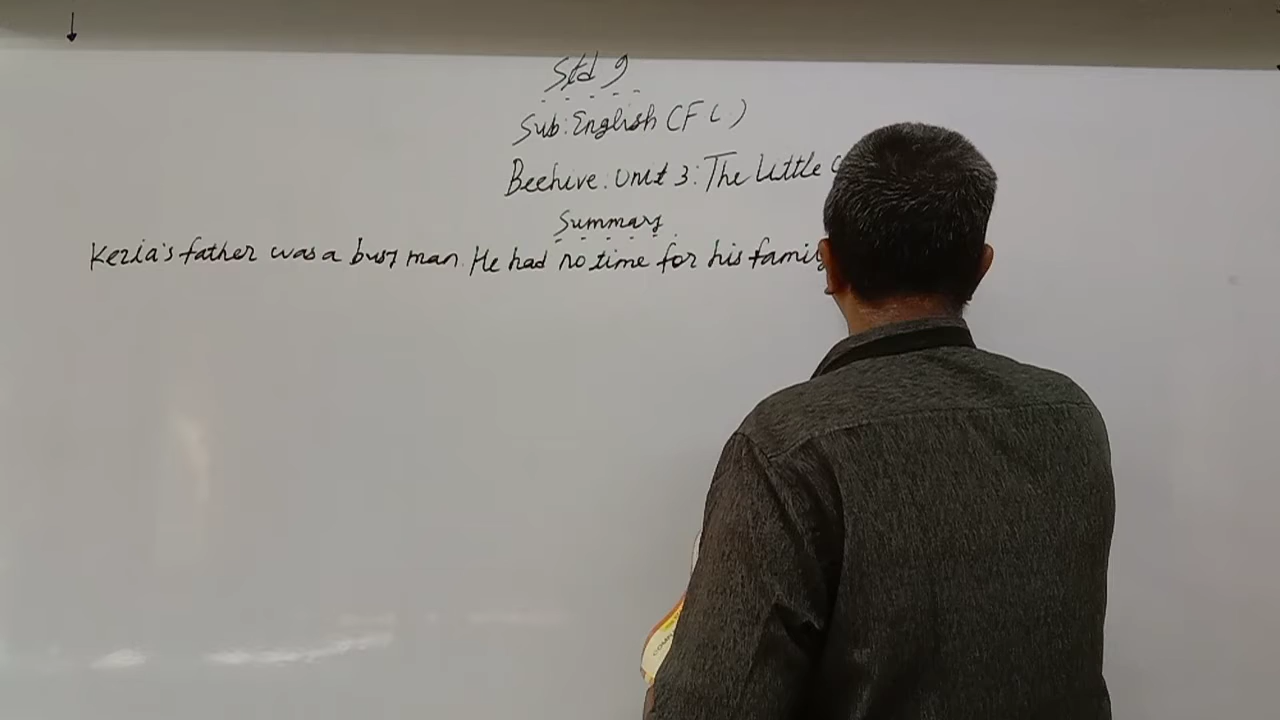 Std 9
Sub: English (F L)
Beehive: Unit 3: The Little
Summary
Kezia's father was a busy man. He had no time for his family